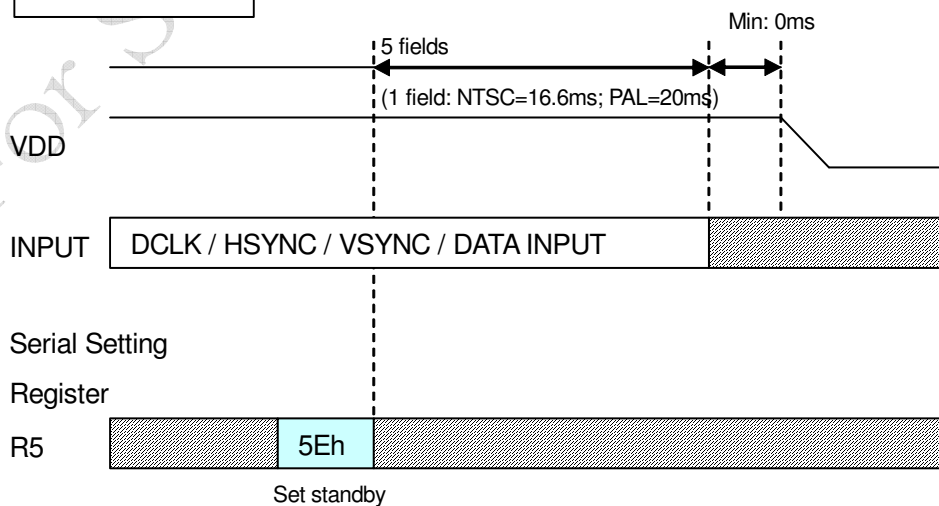 Min: 0ms
5 fields
(1 field: NTSC=16.6ms; PAL=20ms)
VDD
INPUT
DCLK / HSYNC / VSYNC / DATA INPUT
Serial Setting
Register
R5
5Eh
Set standby